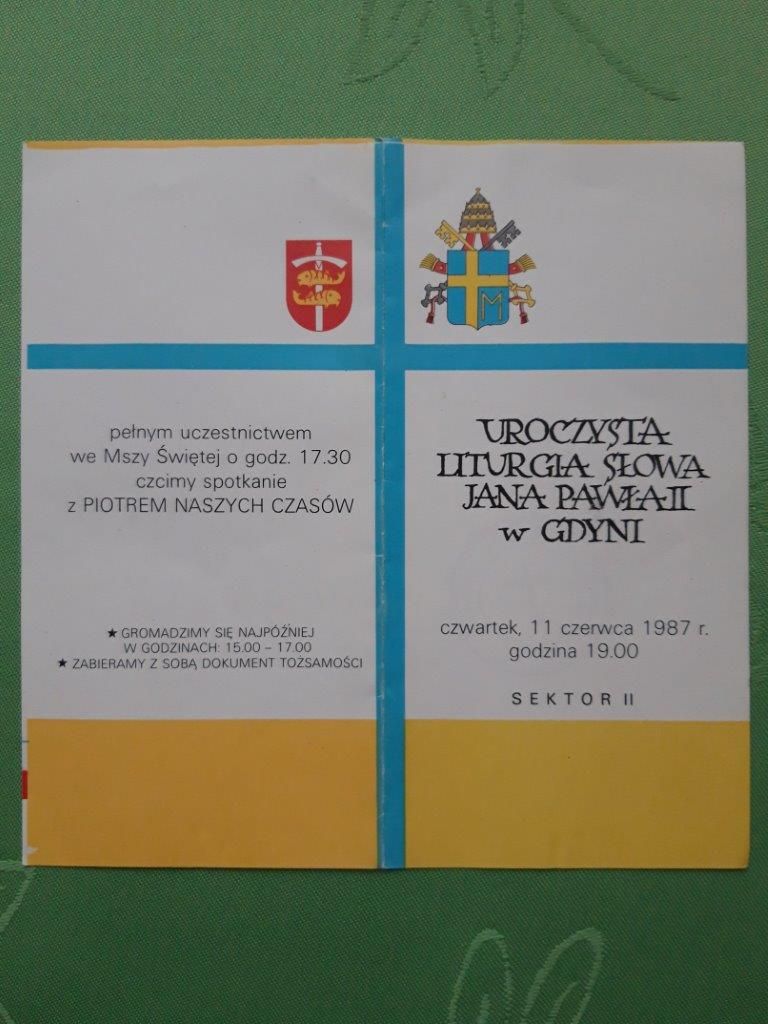 pełnym uczestnictwem
we Mszy Świętej o godz. 17.30
czcimy spotkanie
z PIOTREM NASZYCH CZASÓW
★ GROMADZIMY SIĘ NAJPÓŹNIEJ
W GODZINACH: 15.00 – 17.00
★ ZABIERAMY Z SOBĄ DOKUMENT TOŻSAMOŚCI
M
UROCZYSTA
LITURGIA SŁOWA
JANA PAWŁA II
w GDYNI
czwartek, 11 czerwca 1987 r.
godzina 19.00
SEKTOR II